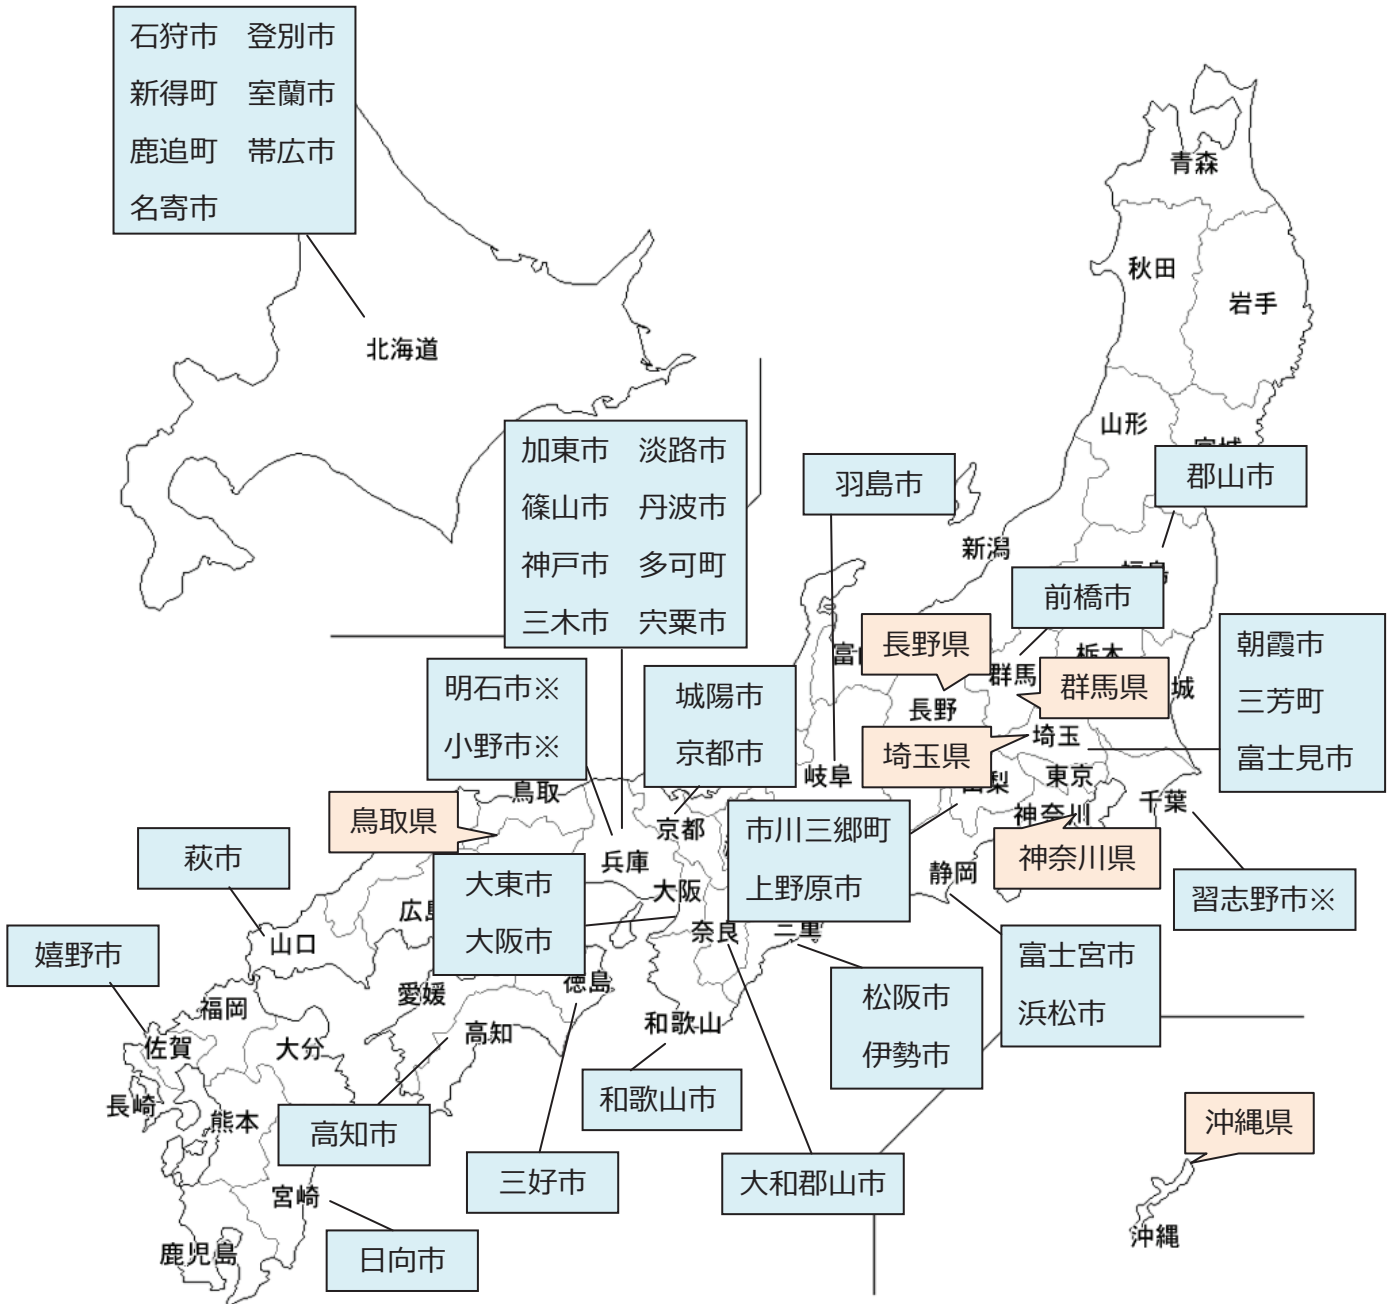 石狩市 登別市
新得町 室蘭市
鹿追町 帯広市
名寄市
北海道
青森
秋田
岩手
山形
宮城
加東市 淡路市
篠山市 丹波市
神戸市 多可町
三木市 宍粟市
羽島市
郡山市
新潟
福島
前橋市
長野県
群馬
栃木
群馬県
朝霞市
三芳町
富士見市
富
城
明石市※
小野市※
城陽市
京都市
長野
埼玉県
埼玉
岐阜
山梨
東京
神奈川
千葉
神奈川県
習志野市※
鳥取
鳥取県
京都
兵庫
市川三郷町
上野原市
静岡
萩市
大東市
大阪市
大阪
広島
奈良
三重
山口
嬉野市
富士宮市
浜松市
松阪市
伊勢市
徳島
愛媛
福岡
高知
和歌山
佐賀
大分
長崎
熊本
和歌山市
高知市
沖縄県
三好市
大和郡山市
宮崎
沖縄
鹿児島
日向市